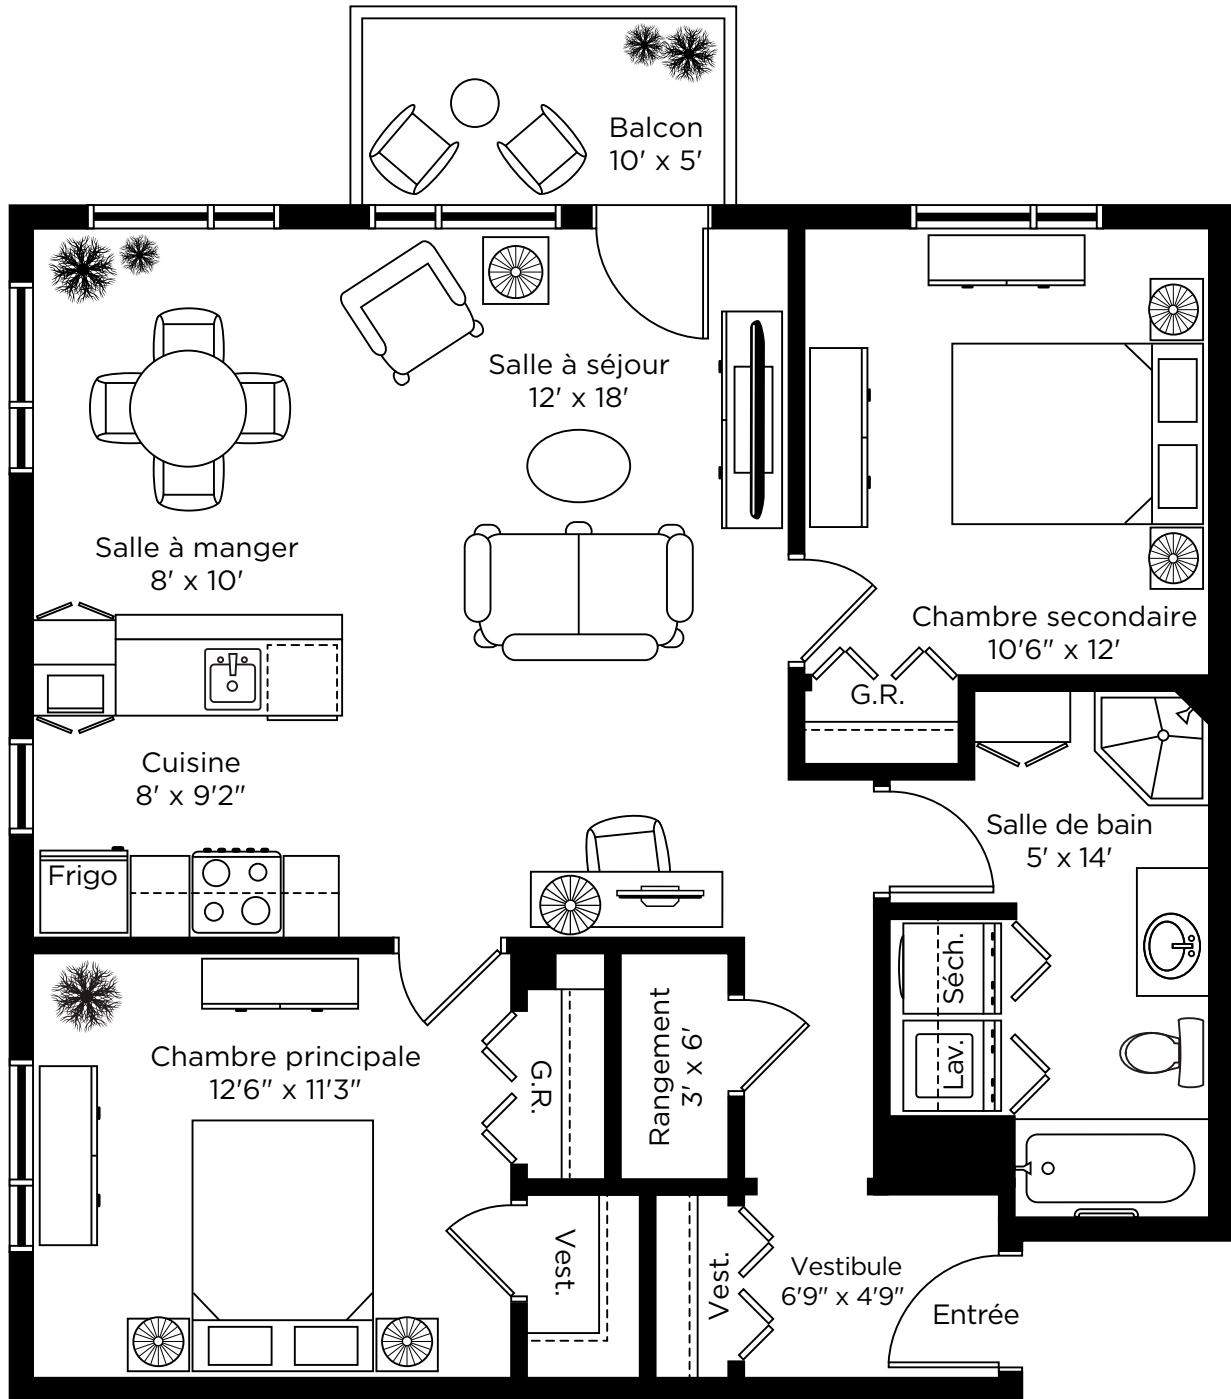 Balcon
10' x 5'
Salle à séjour
12' x 18'
Salle à manger
8' x 10'
Chambre secondaire
10'6" x 12'
G.R.
Cuisine
8' x 9'2"
Salle de bain
5' x 14'
Frigo
Séch.
Lav.
Chambre principale
12'6" x 11'3"
G.R.
Rangement
3' x 6'
Vest.
Vest.
Vestibule
6'9" x 4'9"
Entrée